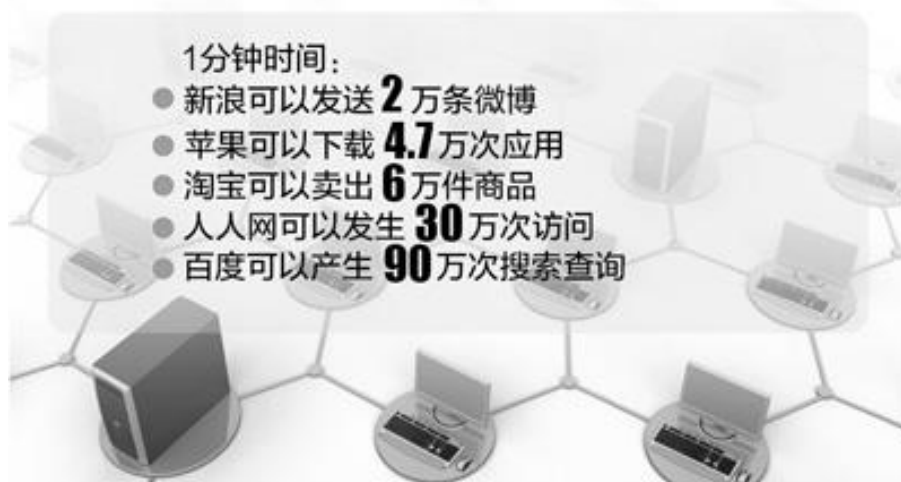 1分钟时间：
新浪可以发送2万条微博
苹果可以下载4.7万次应用
淘宝可以卖出6万件商品
人人网可以发生30万次访问
百度可以产生90万次搜索查询